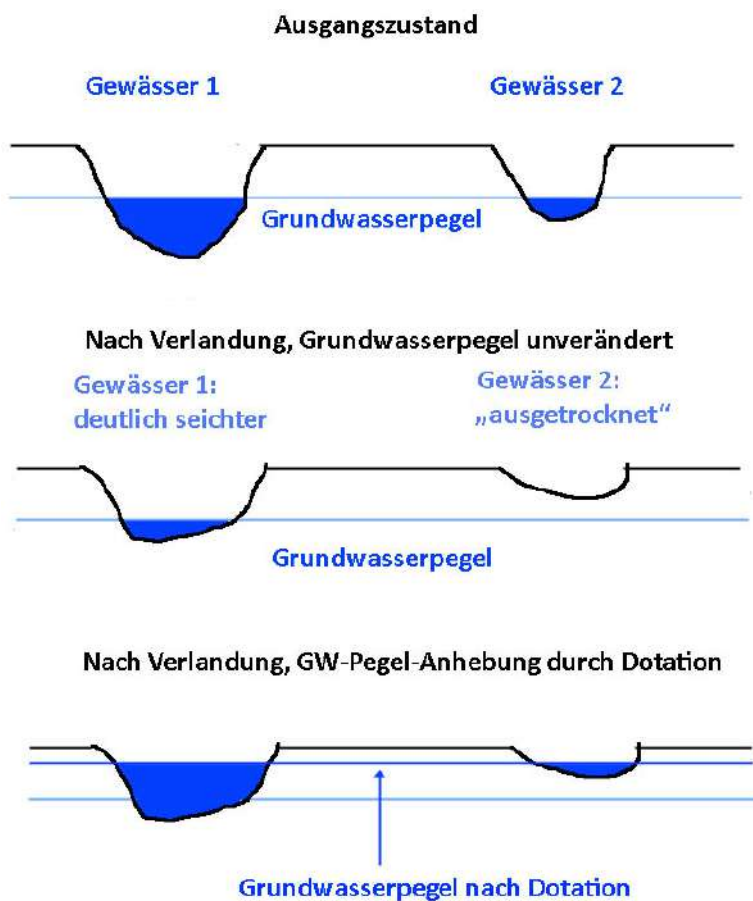 Ausgangszustand
Gewässer 1
Gewässer 2
Grundwasserpegel
Nach Verlandung, Grundwasserpegel unverändert
Gewässer 1:
deutlich seichter
Gewässer 2:
„ausgetrocknet“
Grundwasserpegel
Nach Verlandung, GW-Pegel-Anhebung durch Dotation
Grundwasserpegel nach Dotation